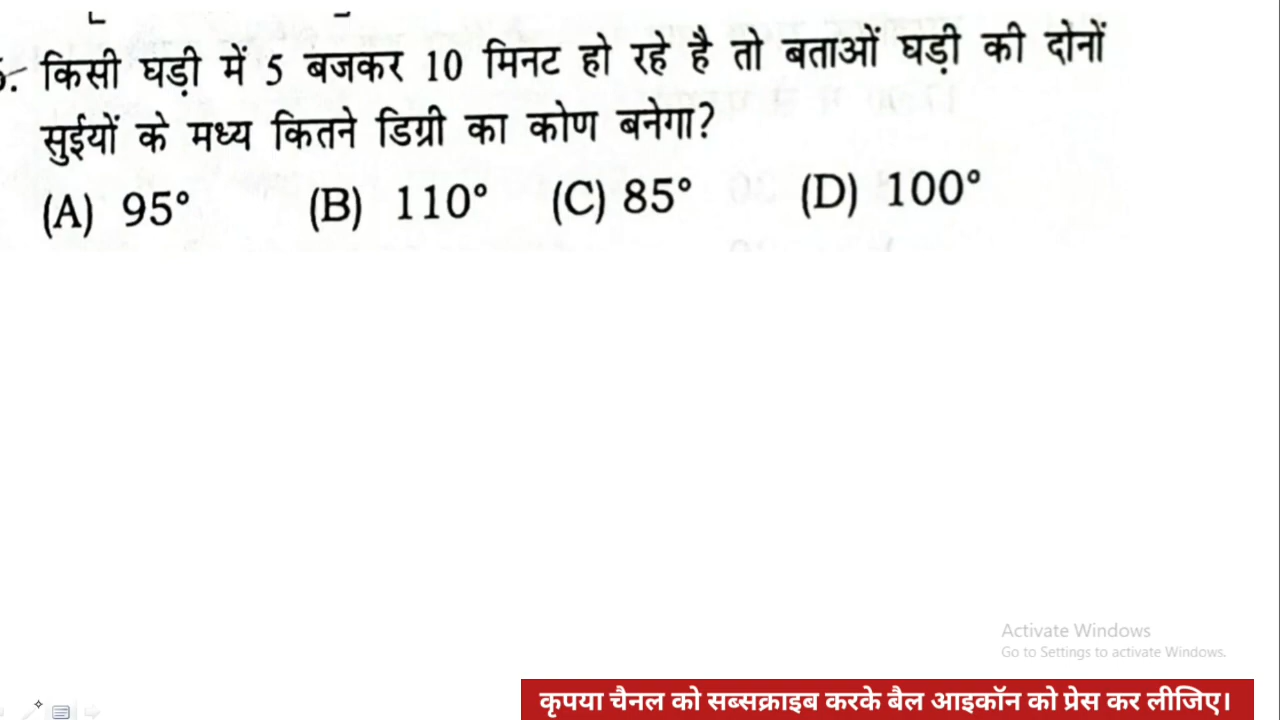 किसी घड़ी में 5 बजकर 10 मिनट हो रहे है तो बताओं घड़ी की दोनों
सुईयों के मध्य कितने डिग्री का कोण बनेगा?
(A) 95° (B) 110° (C) 85° (D) 100°
Activate Windows
Go to Settings to activate Windows.
कृपया चैनल को सब्सक्राइब करके बैल आइकॉन को प्रेस कर लीजिए।